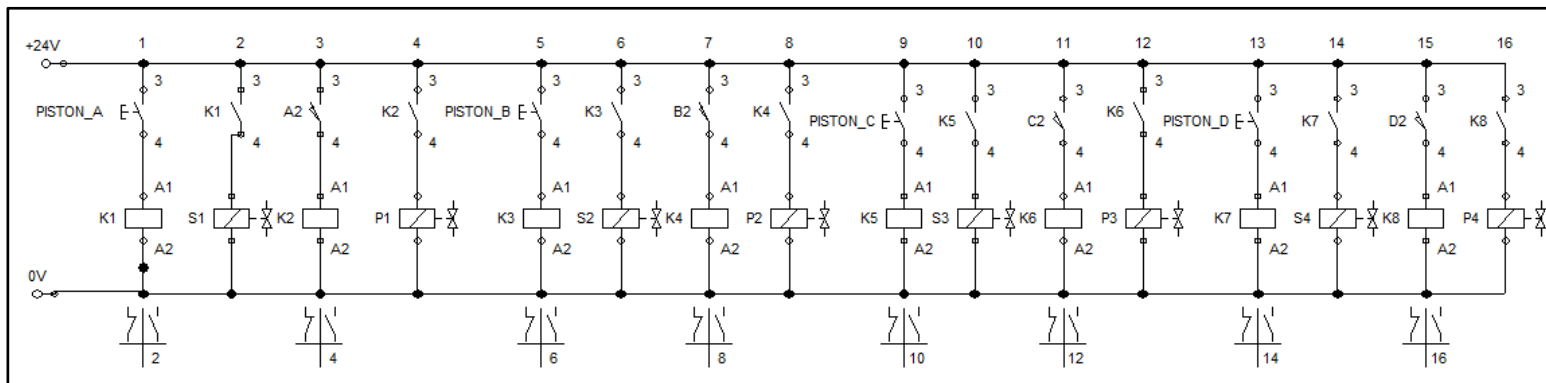 1 2 3 4 5 6 7 8 9 10 11 12 13 14 15 16
+24V
3 3 3 3 3 3 3 3 3 3 3 3 3 3 3 3
PISTON_A K1 A2 K2 PISTON_B K3 B2 K4 PISTON_C K5 C2 K6 PISTON_D K7 D2 K8
4 4 4 4 4 4 4 4 4 4 4 4 4 4 4 4
A1 A1 A1 A1 A1 A1 A1 A1
K1 S1 K2 P1 K3 S2 K4 P2 K5 S3 K6 P3 K7 S4 K8 P4
A2 A2 A2 A2 A2 A2 A2 A2
0V
2 4 6 8 10 12 14 16